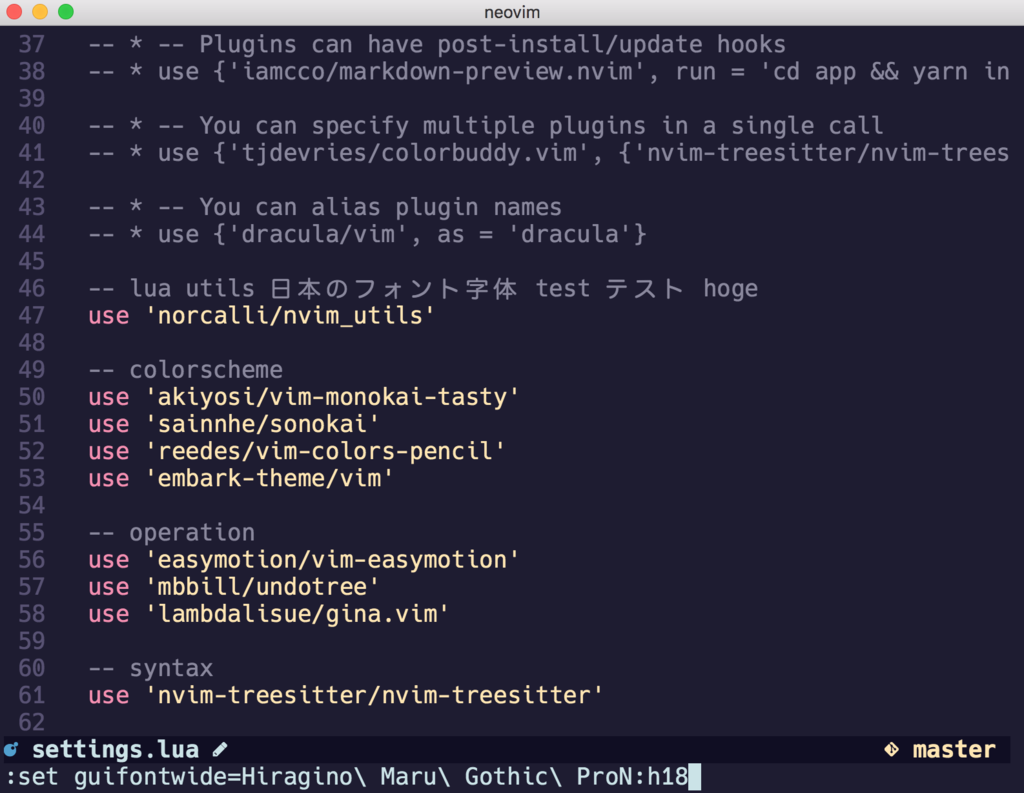 neovim
37 -- * -- Plugins can have post-install/update hooks
38 -- * use {'iamcco/markdown-preview.nvim', run = 'cd app && yarn in
39
40 -- * -- You can specify multiple plugins in a single call
41 -- * use {'tjdevries/colorbuddy.vim', {'nvim-treesitter/nvim-trees
42
43 -- * -- You can alias plugin names
44 -- * use {'dracula/vim', as = 'dracula'}
45
46 -- lua utils 日本のフォント字体 test テスト hoge
47 use 'norcalli/nvim_utils'
48
49 -- colorscheme
50 use 'akiyosi/vim-monokai-tasty'
51 use 'sainnhe/sonokai'
52 use 'reedes/vim-colors-pencil'
53 use 'embark-theme/vim'
54
55 -- operation
56 use 'easymotion/vim-easymotion'
57 use 'mbbill/undotree'
58 use 'lambdalisue/gina.vim'
59
60 -- syntax
61 use 'nvim-treesitter/nvim-treesitter'
62
settings.lua master
:set guifontwide=Hiragino\ Maru\ Gothic\ ProN:h18